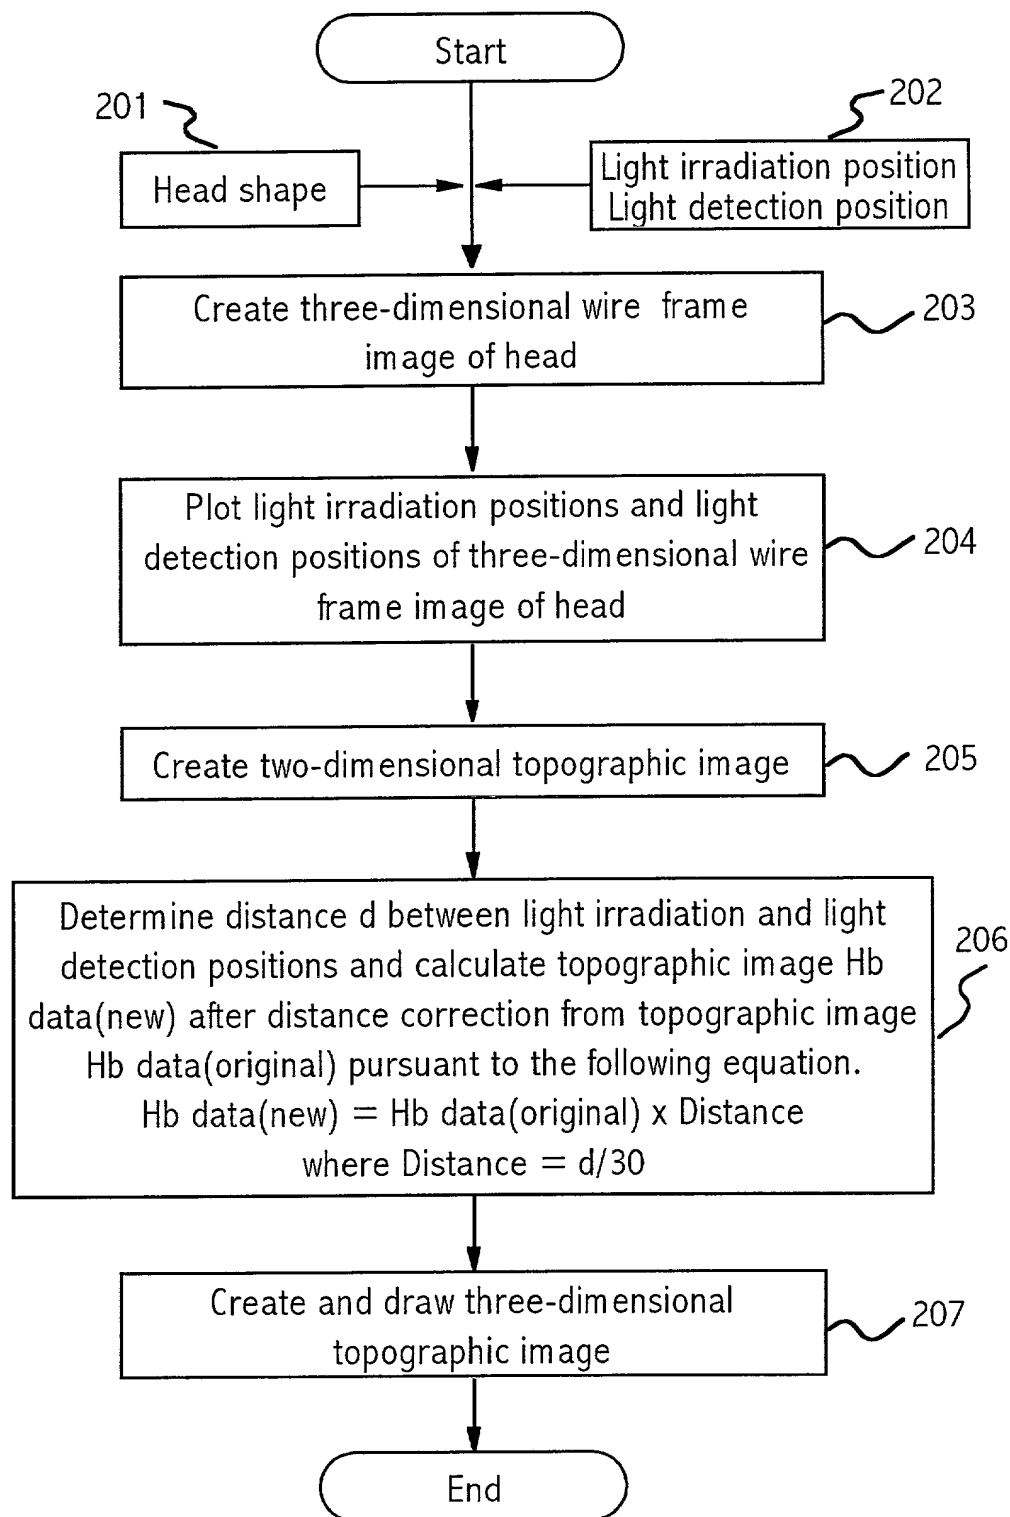 Start
201
202
Head shape
Light irradiation position
Light detection position
Create three-dimensional wire frame
image of head
203
Plot light irradiation positions and light
detection positions of three-dimensional wire
frame image of head
204
Create two-dimensional topographic image
205
Determine distance d between light irradiation and light
detection positions and calculate topographic image Hb
data(new) after distance correction from topographic image
Hb data(original) pursuant to the following equation.
Hb data(new) = Hb data(original) x Distance
where Distance = d/30
206
Create and draw three-dimensional
topographic image
207
End